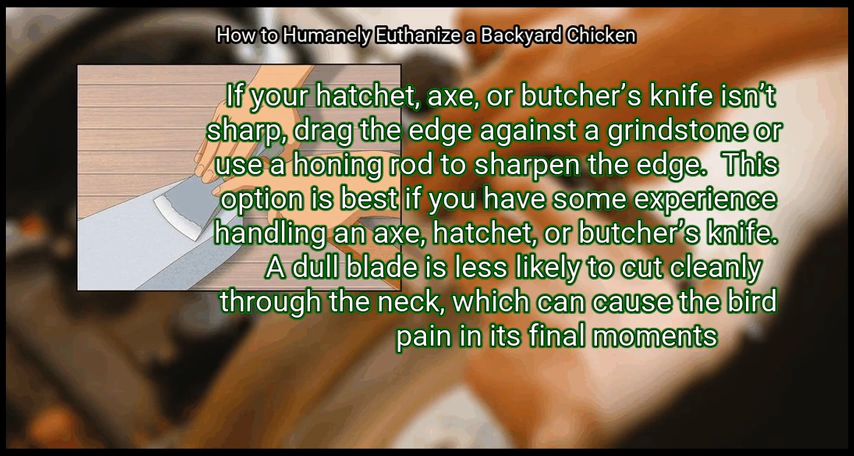 How to Humanely Euthanize a Backyard Chicken
If your hatchet, axe, or butcher’s knife isn’t
sharp, drag the edge against a grindstone or
use a honing rod to sharpen the edge.  This
option is best if you have some experience
handling an axe, hatchet, or butcher’s knife.
A dull blade is less likely to cut cleanly
through the neck, which can cause the bird
pain in its final moments